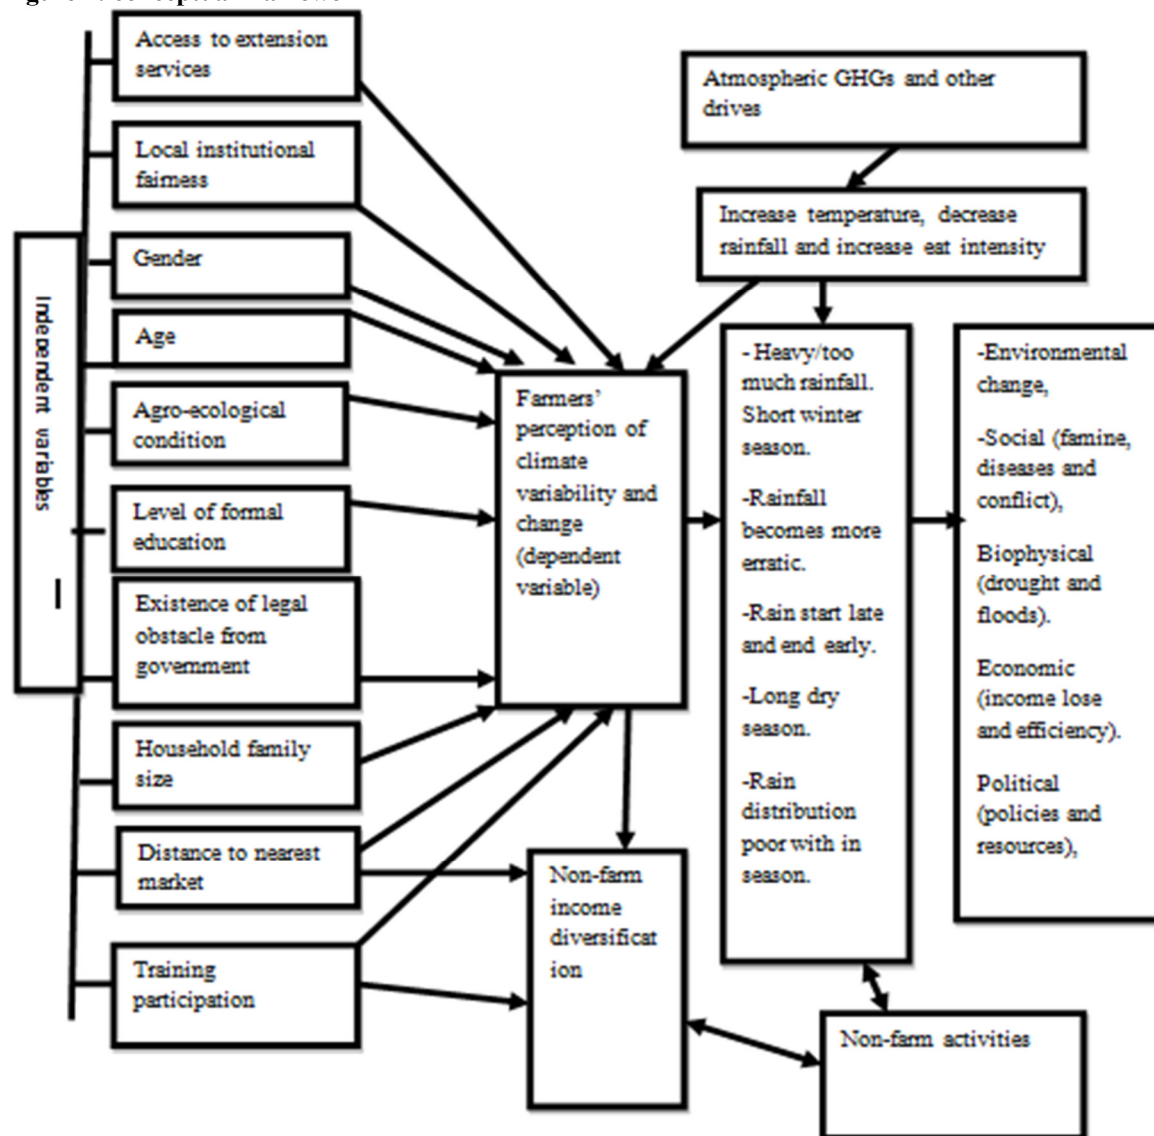 Access to extension
services
Local institutional
fairness
Gender
Age
Agro-ecological
condition
Level of formal
education
Existence of legal
obstacle from
government
Household family
size
Distance to nearest
market
Training
participation
Independent variables
Atmospheric GHGs and other
drives
Increase temperature, decrease
rainfall and increase eat intensity
Farmers’
perception of
climate
variability and
change
(dependent
variable)
Non-farm
income
diversificat
ion
- Heavy/too
much rainfall.
Short winter
season.
-Rainfall
becomes more
erratic.
-Rain start late
and end early.
-Long dry
season.
-Rain
distribution
poor with in
season.
-Environmental
change,
-Social (famine,
diseases and
conflict),
Biophysical
(drought and
floods).
Economic
(income lose
and efficiency).
Political
(policies and
resources),
Non-farm activities